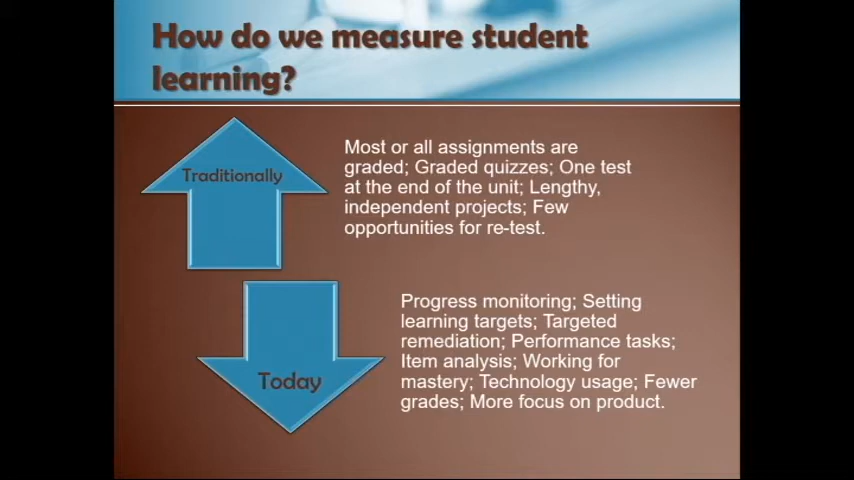 How do we measure student
learning?
Traditionally
Most or all assignments are
graded; Graded quizzes; One test
at the end of the unit; Lengthy,
independent projects; Few
opportunities for re-test.
Today
Progress monitoring; Setting
learning targets; Targeted
remediation; Performance tasks;
Item analysis; Working for
mastery; Technology usage; Fewer
grades; More focus on product.